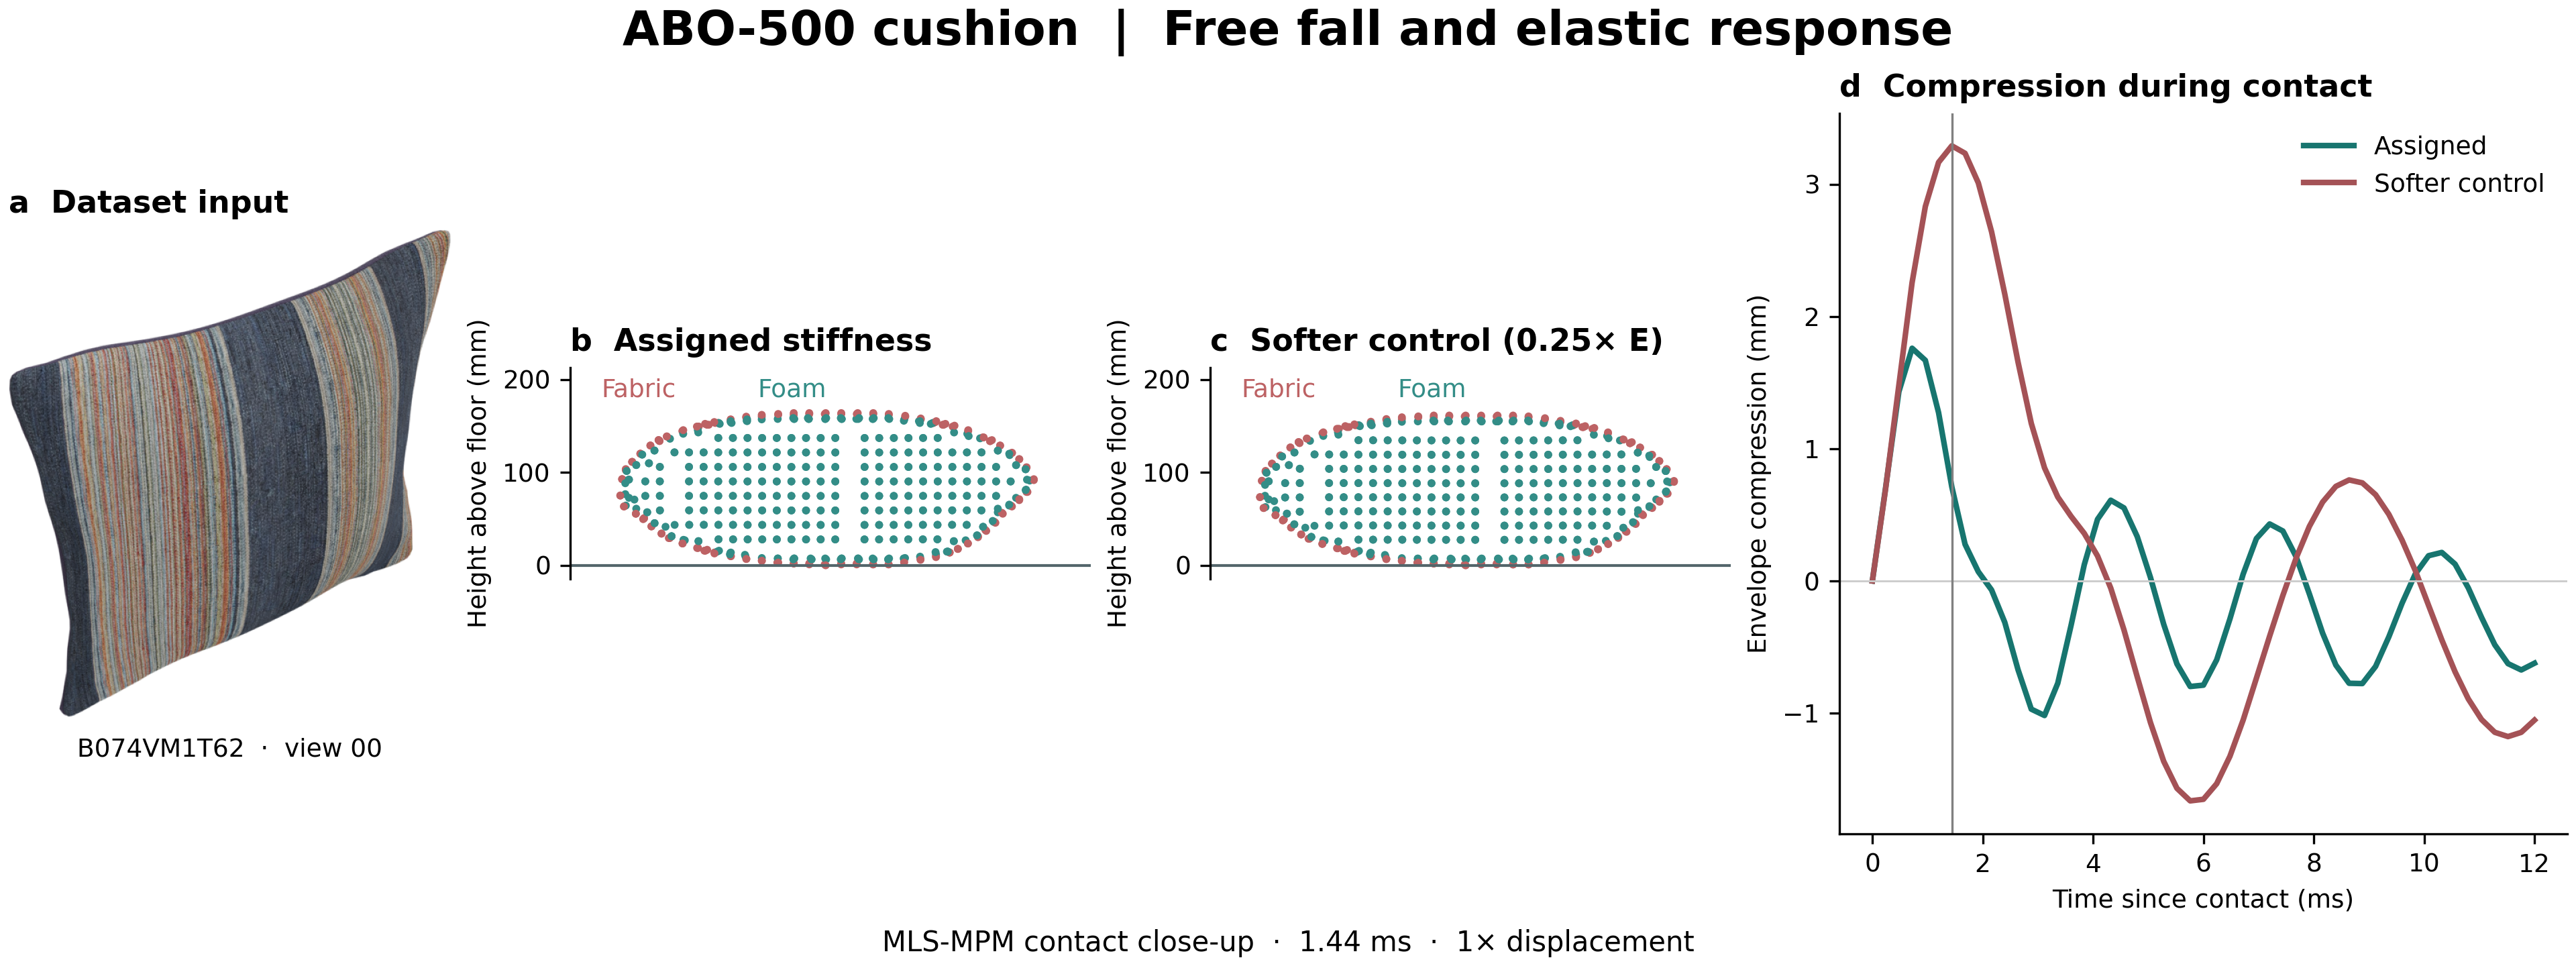 ABO-500 cushion | Free fall and elastic response
a Dataset input
B074VM1T62 · view 00
b Assigned stiffness
Height above floor (mm)
200
100
0
Fabric
Foam
c Softer control (0.25× E)
Height above floor (mm)
200
100
0
Fabric
Foam
d Compression during contact
Envelope compression (mm)
3
2
1
0
−1
Assigned
Softer control
0 2 4 6 8 10 12
Time since contact (ms)
MLS-MPM contact close-up · 1.44 ms · 1× displacement